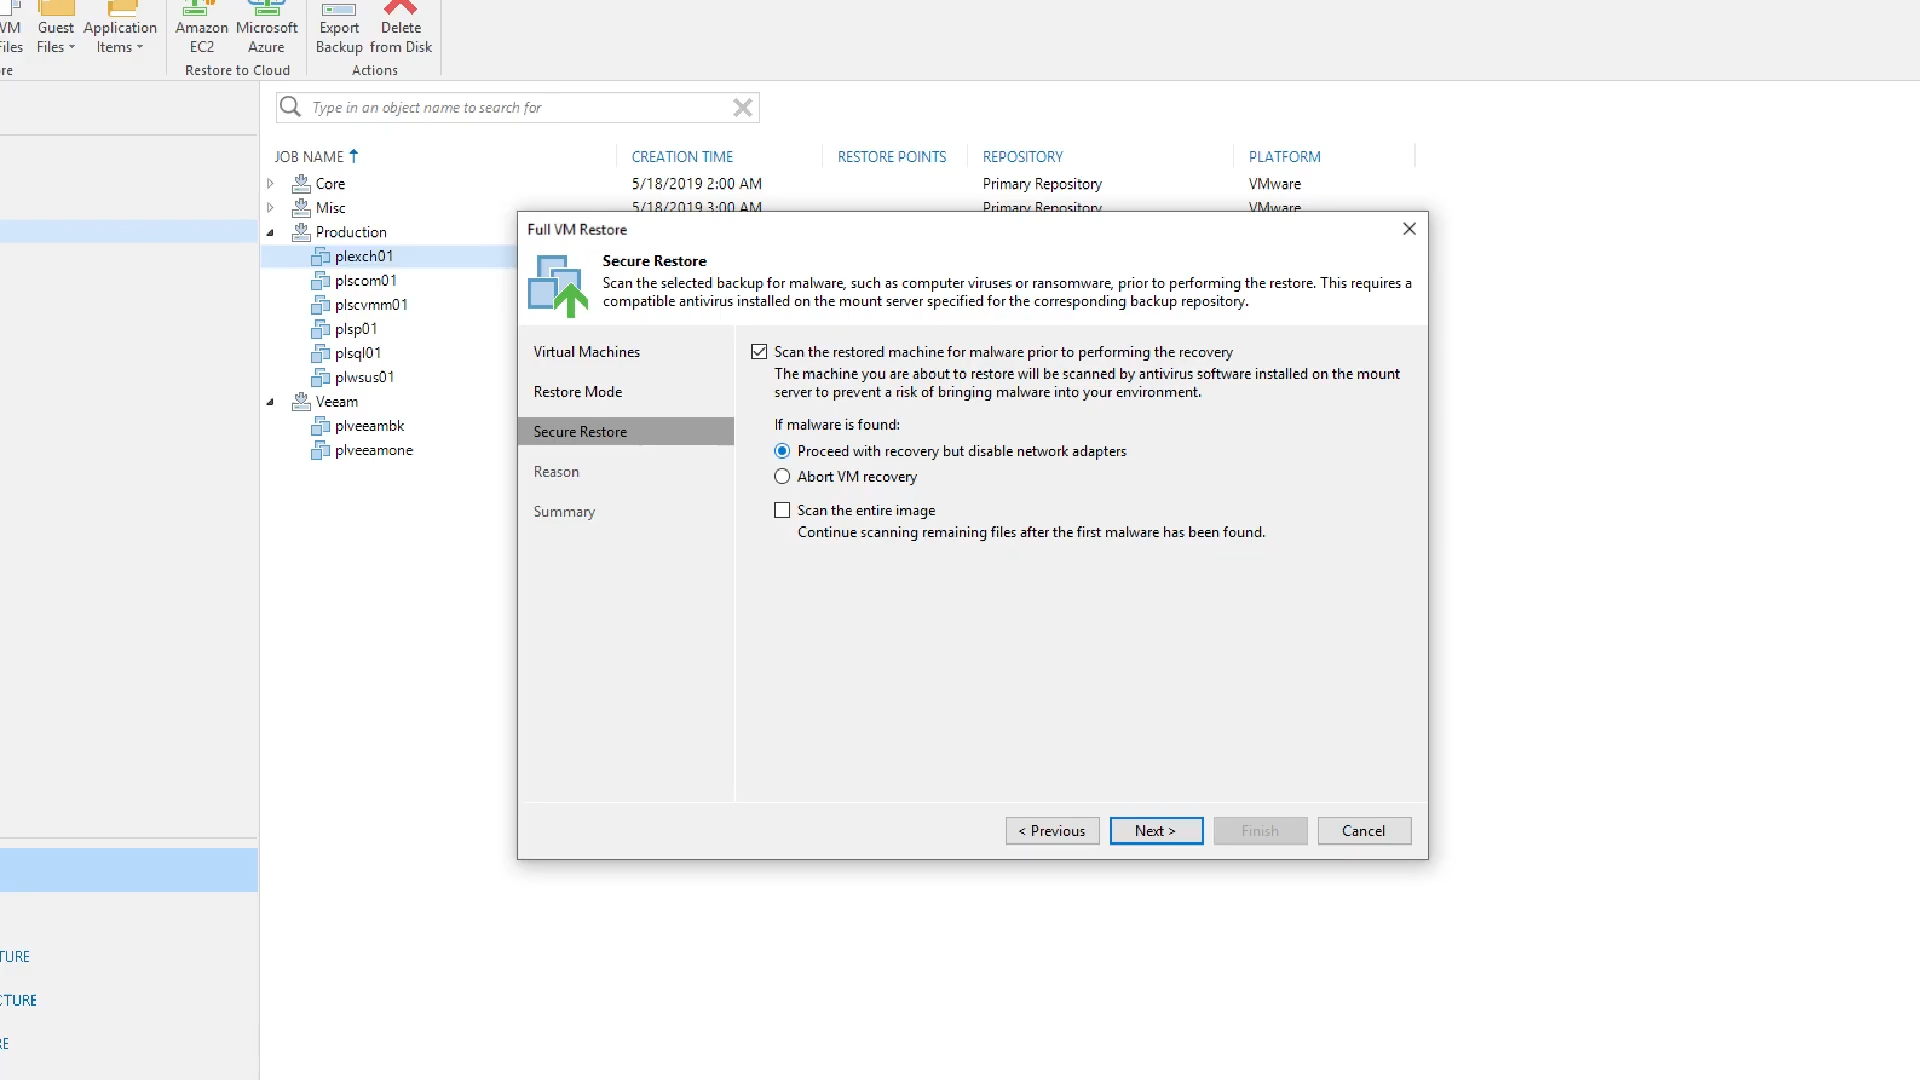 VM
Files
Guest
Files
Application
Items
Amazon
EC2
Microsoft
Azure
Restore to Cloud
Export
Backup
Delete
from Disk
Actions
Type in an object name to search for
JOB NAME
CREATION TIME
RESTORE POINTS
REPOSITORY
PLATFORM
Core
5/18/2019 2:00 AM
Primary Repository
VMware
Misc
5/18/2019 3:00 AM
Primary Repository
VMware
Production
plexch01
plscom01
plscvmm01
plsp01
plsql01
plwsus01
Veeam
plveeambk
plveeamone
Full VM Restore
Secure Restore
Scan the selected backup for malware, such as computer viruses or ransomware, prior to performing the restore. This requires a
compatible antivirus installed on the mount server specified for the corresponding backup repository.
Virtual Machines
Restore Mode
Secure Restore
Reason
Summary
Scan the restored machine for malware prior to performing the recovery
The machine you are about to restore will be scanned by antivirus software installed on the mount
server to prevent a risk of bringing malware into your environment.
If malware is found:
Proceed with recovery but disable network adapters
Abort VM recovery
Scan the entire image
Continue scanning remaining files after the first malware has been found.
< Previous
Next >
Finish
Cancel